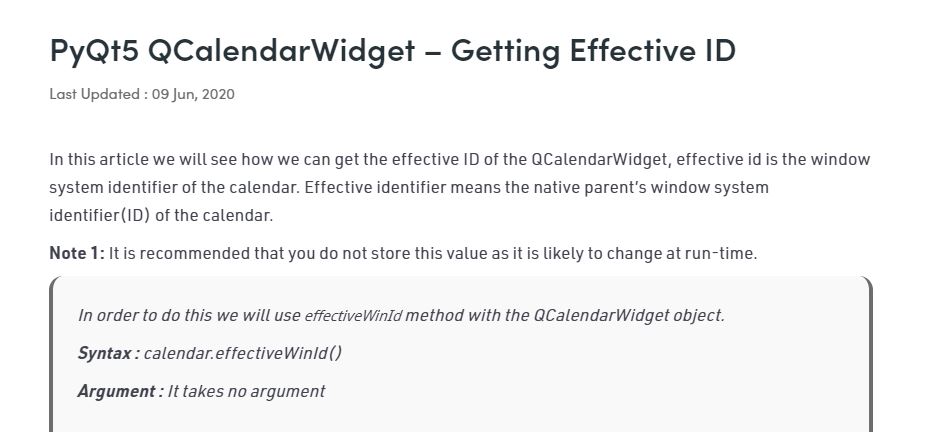 PyQt5 QCalendarWidget – Getting Effective ID
Last Updated : 09 Jun, 2020
In this article we will see how we can get the effective ID of the QCalendarWidget, effective id is the window
system identifier of the calendar. Effective identifier means the native parent’s window system
identifier(ID) of the calendar.
Note 1: It is recommended that you do not store this value as it is likely to change at run-time.
In order to do this we will use effectiveWinId method with the QCalendarWidget object.
Syntax : calendar.effectiveWinId()
Argument : It takes no argument